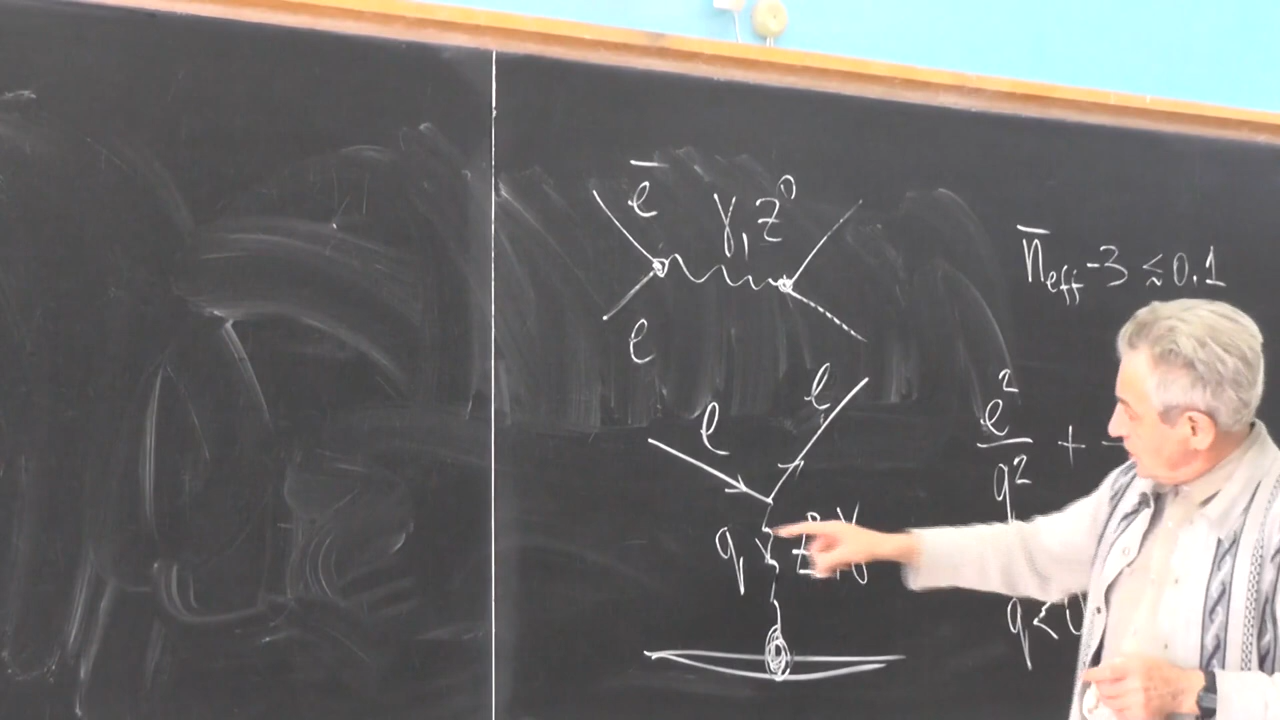 ē
γ, Z⁰
n̄eff - 3 ≲ 0.1
e
e
e
e²
q²
+
q
q <